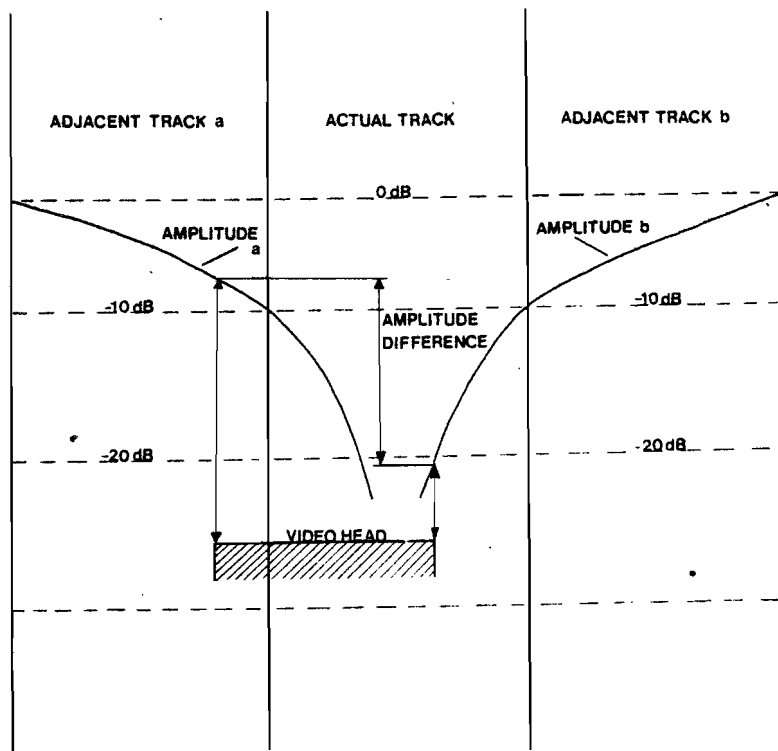 ADJACENT TRACK a
ACTUAL TRACK
ADJACENT TRACK b
0 dB
AMPLITUDE a
AMPLITUDE b
-10 dB
-10 dB
AMPLITUDE
DIFFERENCE
-20 dB
-20 dB
VIDEO HEAD